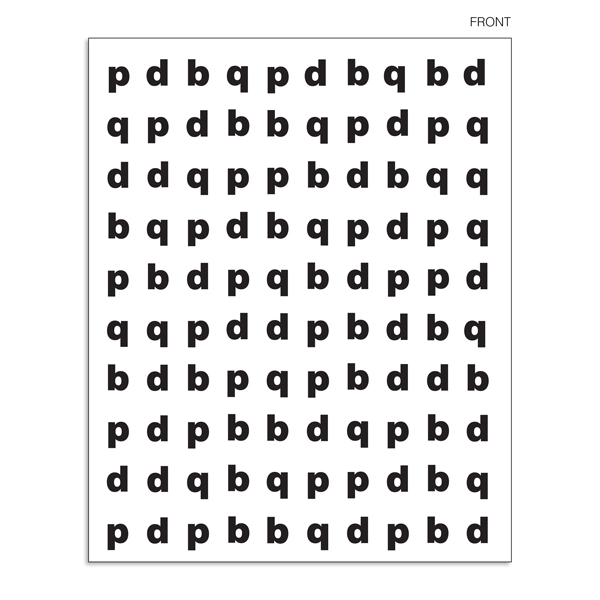 FRONT
p d b q p d b q b d
q p d b b q p d p q
d d q p p b d b q q
b q p d b q p d p q
p b d p q b d p p d
q q p d d p b d b q
b d b p q p b d d b
p d p b b d q p b d
d d q b q p p d b q
p d p b b q d p b d